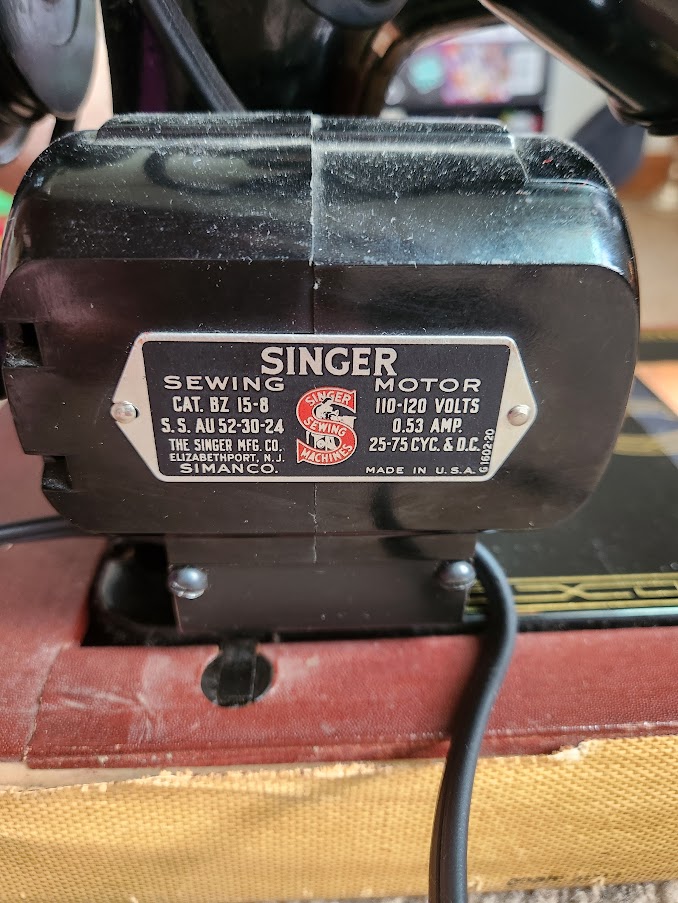 SINGER
SEWING MOTOR
CAT. BZ 15-8
S.S. AU 52-30-24
THE SINGER MFG. CO.
ELIZABETHPORT, N.J.
SIMANCO.
SINGER
SEWING
MACHINES
110-120 VOLTS
0.53 AMP.
25-75 CYC. & D.C.
MADE IN U.S.A.
G1602-20